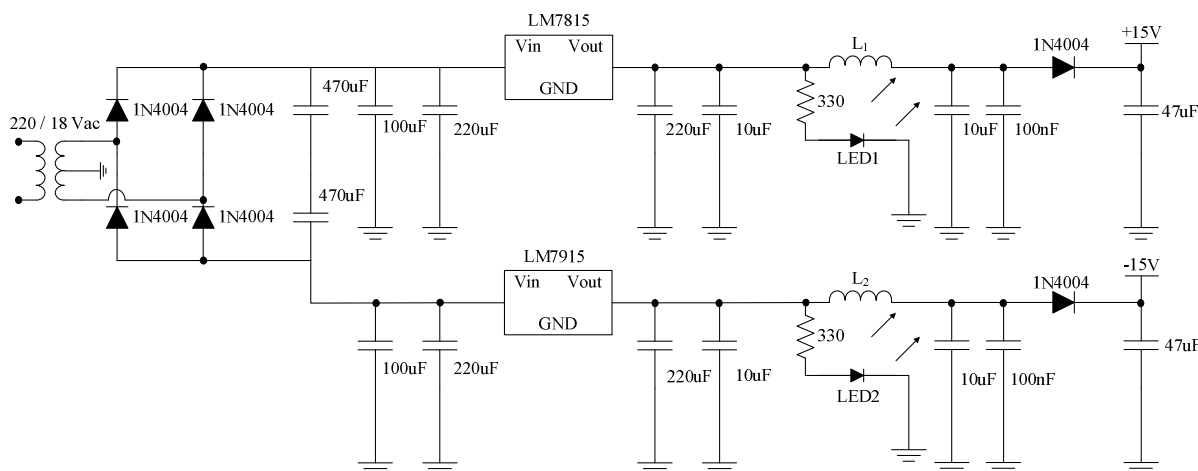 LM7815
Vin Vout
GND
L1
1N4004
+15V
470uF
100uF
220uF
220uF
10uF
330
LED1
10uF
100nF
47uF
220 / 18 Vac
1N4004
1N4004
1N4004
1N4004
470uF
LM7915
Vin Vout
GND
L2
1N4004
-15V
100uF
220uF
220uF
10uF
330
LED2
10uF
100nF
47uF